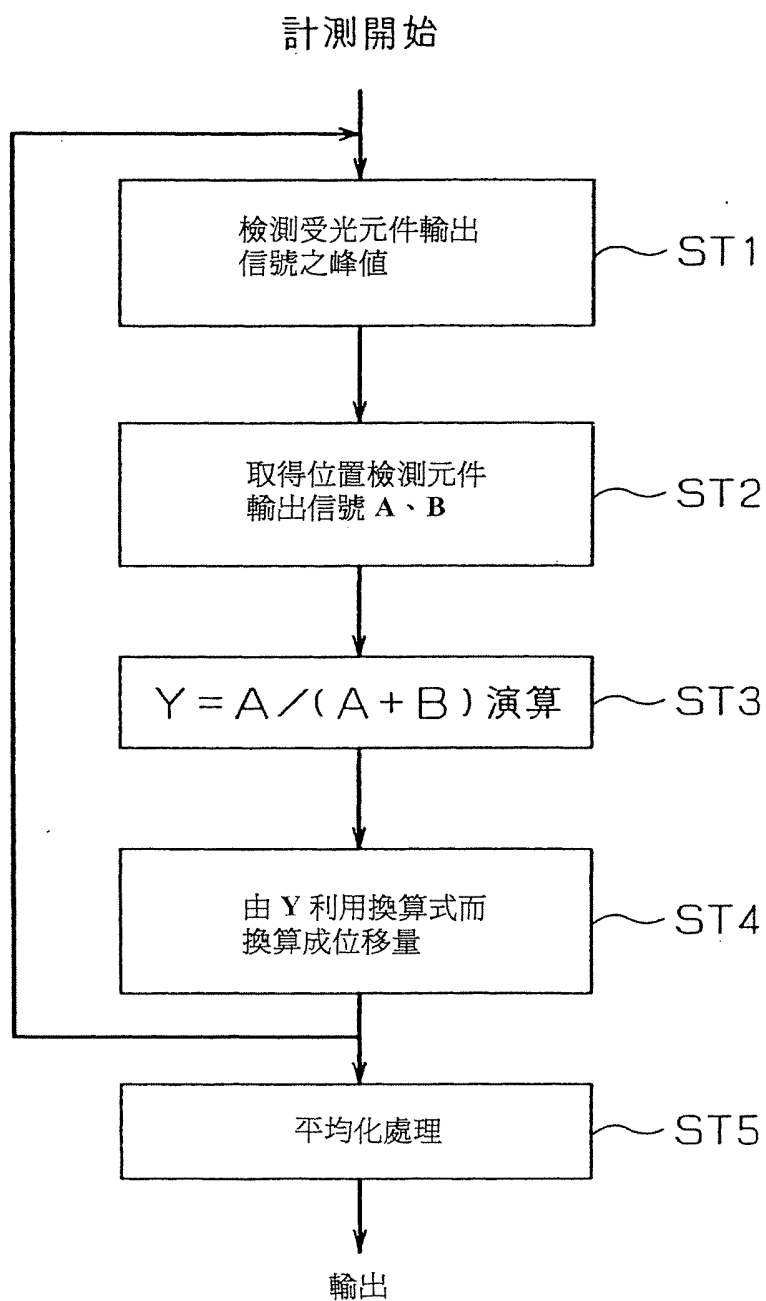 計測開始
檢測受光元件輸出
信號之峰值
ST1
取得位置檢測元件
輸出信號 A、B
ST2
Y=A/(A+B)演算
ST3
由 Y 利用換算式而
換算成位移量
ST4
平均化處理
ST5
輸出